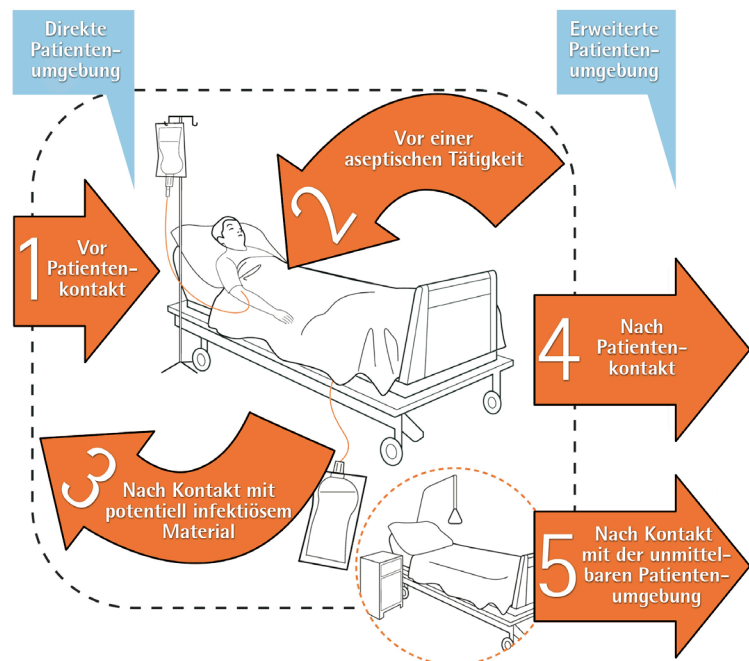 Direkte
Patienten-
umgebung
Erweiterte
Patienten-
umgebung
2
Vor einer
aseptischen Tätigkeit
1
Vor
Patienten-
kontakt
4
Nach
Patienten-
kontakt
3
Nach Kontakt mit
potentiell infektiösem
Material
5
Nach Kontakt
mit der unmittel-
baren Patienten-
umgebung